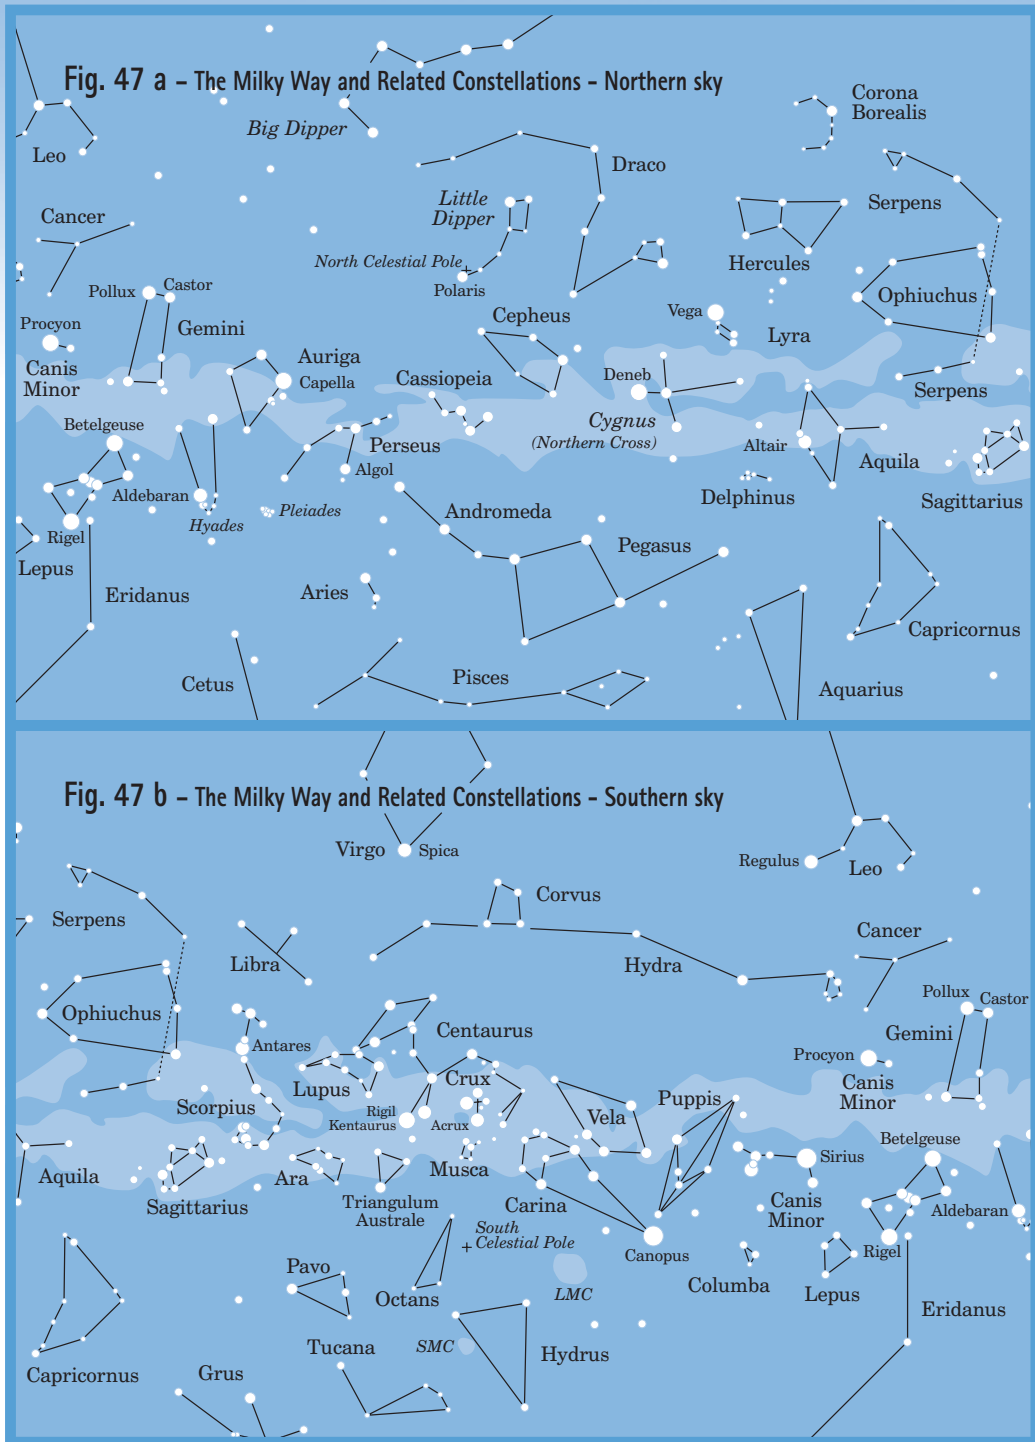 Fig. 47 a – The Milky Way and Related Constellations - Northern sky
Big Dipper
Corona
Borealis
Leo
Draco
Cancer
Little
Dipper
Serpens
North Celestial Pole
Polaris
Hercules
Pollux
Castor
Ophiuchus
Procyon
Gemini
Cepheus
Vega
Lyra
Canis
Minor
Auriga
Capella
Cassiopeia
Deneb
Serpens
Betelgeuse
Perseus
Cygnus
(Northern Cross)
Altair
Aquila
Algol
Aldebaran
Hyades
Pleiades
Andromeda
Delphinus
Sagittarius
Rigel
Pegasus
Lepus
Eridanus
Aries
Capricornus
Cetus
Pisces
Aquarius
Fig. 47 b – The Milky Way and Related Constellations - Southern sky
Virgo
Spica
Regulus
Leo
Serpens
Corvus
Libra
Hydra
Cancer
Pollux
Castor
Ophiuchus
Centaurus
Gemini
Antares
Procyon
Lupus
Crux
Canis
Minor
Scorpius
Rigil
Kentaurus
Acrux
Vela
Puppis
Betelgeuse
Aquila
Musca
Sirius
Sagittarius
Ara
Triangulum
Australe
Carina
Canis
Minor
Aldebaran
South
Celestial Pole
Canopus
Rigel
Pavo
Octans
LMC
Columba
Lepus
Eridanus
Tucana
SMC
Hydrus
Capricornus
Grus